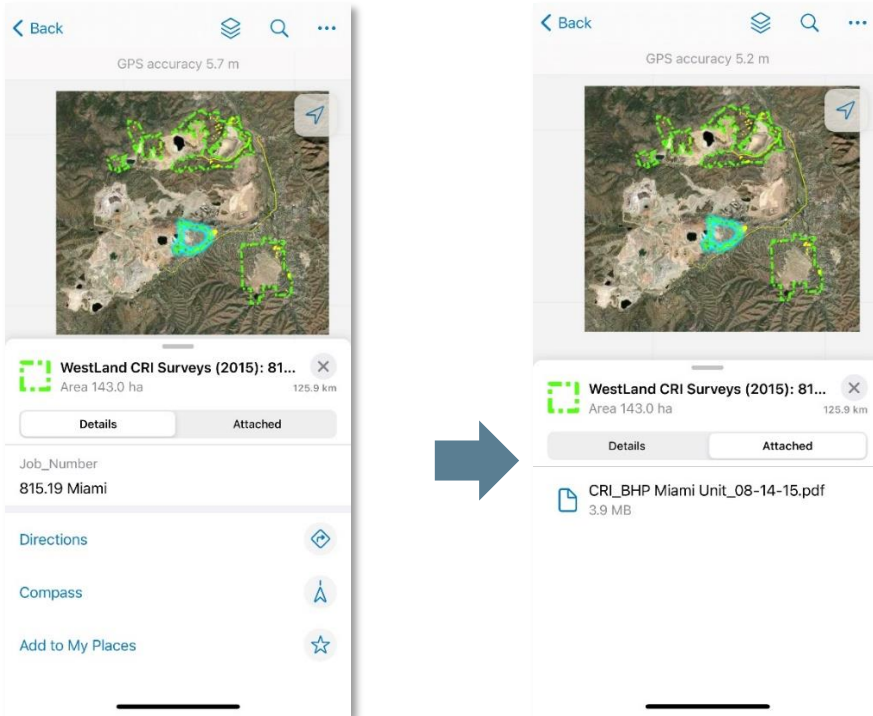 Back
GPS accuracy 5.7 m
WestLand CRI Surveys (2015): 81...
Area 143.0 ha
125.9 km
Details
Attached
Job_Number
815.19 Miami
Directions
Compass
Add to My Places
Back
GPS accuracy 5.2 m
WestLand CRI Surveys (2015): 81...
Area 143.0 ha
125.9 km
Details
Attached
CRI_BHP Miami Unit_08-14-15.pdf
3.9 MB